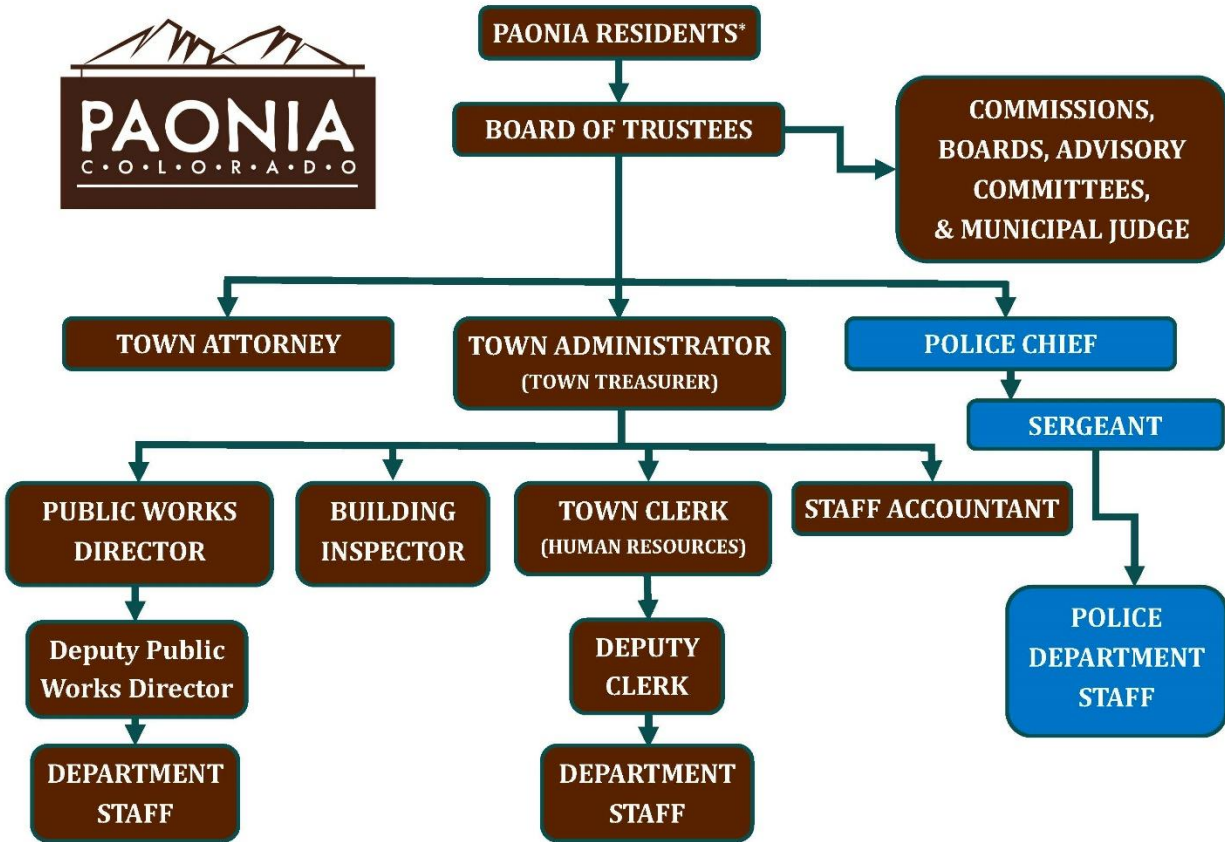 PAONIA
C•O•L•O•R•A•D•O
PAONIA RESIDENTS*
BOARD OF TRUSTEES
COMMISSIONS,
BOARDS, ADVISORY
COMMITTEES,
& MUNICIPAL JUDGE
TOWN ATTORNEY
TOWN ADMINISTRATOR
(TOWN TREASURER)
POLICE CHIEF
SERGEANT
PUBLIC WORKS
DIRECTOR
BUILDING
INSPECTOR
TOWN CLERK
(HUMAN RESOURCES)
STAFF ACCOUNTANT
Deputy Public
Works Director
DEPUTY
CLERK
POLICE
DEPARTMENT
STAFF
DEPARTMENT
STAFF
DEPARTMENT
STAFF